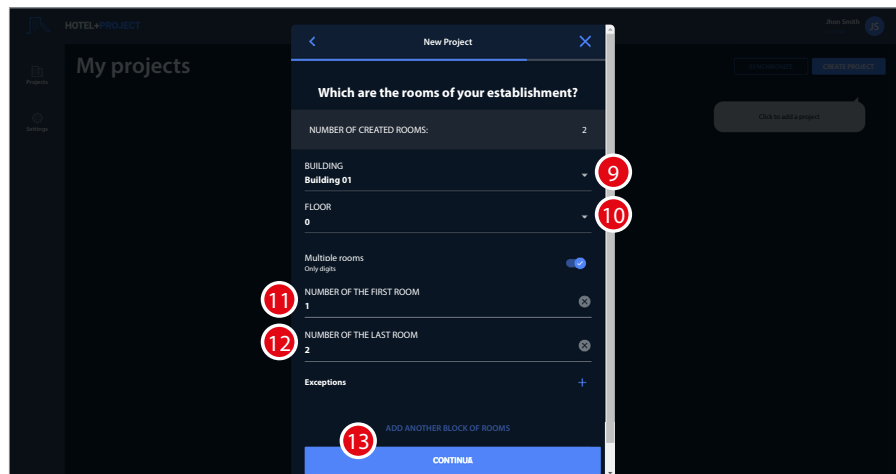 HOTEL+PROJECT
Jhan Smith
JS
New Project
Projects
My projects
CREATE PROJECT
Which are the rooms of your establishment?
Settings
Click to add a project
NUMBER OF CREATED ROOMS: 2
BUILDING
Building 01
9
FLOOR
0
10
Multiple rooms
Only digits
11
NUMBER OF THE FIRST ROOM
1
12
NUMBER OF THE LAST ROOM
2
Exceptions
ADD ANOTHER BLOCK OF ROOMS
13
CONTINUA